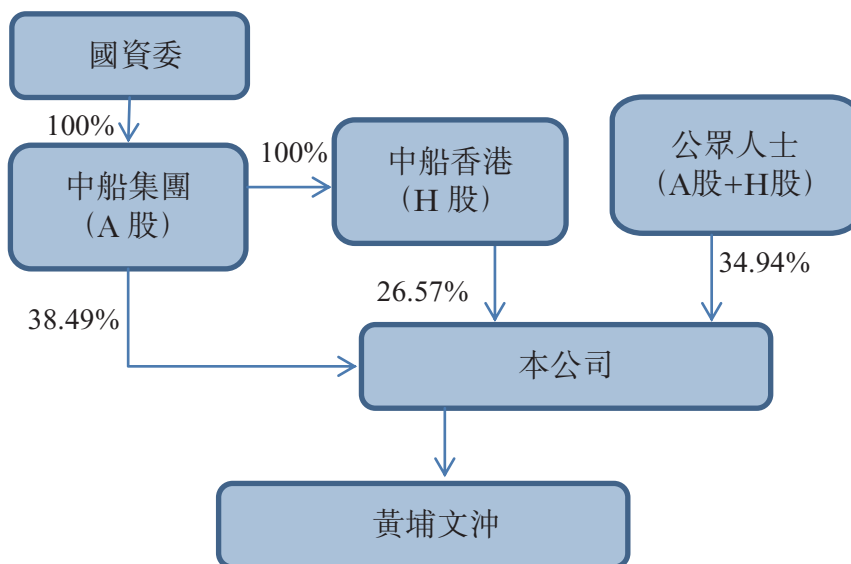 國資委
100%
中船集團
（A 股）
100%
中船香港
（H 股）
公眾人士
（A股+H股）
38.49%
26.57%
34.94%
本公司
黃埔文沖